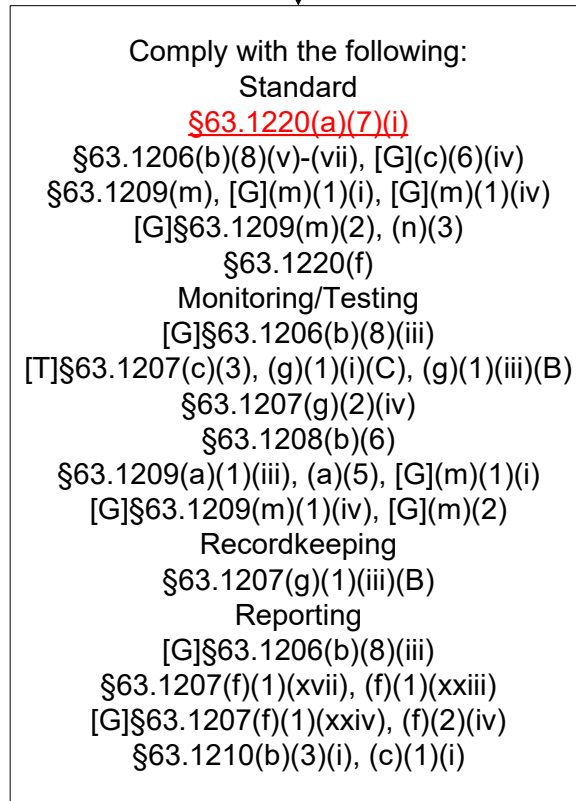 Comply with the following:
Standard
§63.1220(a)(7)(i)
§63.1206(b)(8)(v)-(vii), [G](c)(6)(iv)
§63.1209(m), [G](m)(1)(i), [G](m)(1)(iv)
[G]§63.1209(m)(2), (n)(3)
§63.1220(f)
Monitoring/Testing
[G]§63.1206(b)(8)(iii)
[T]§63.1207(c)(3), (g)(1)(i)(C), (g)(1)(iii)(B)
§63.1207(g)(2)(iv)
§63.1208(b)(6)
§63.1209(a)(1)(iii), (a)(5), [G](m)(1)(i)
[G]§63.1209(m)(1)(iv), [G](m)(2)
Recordkeeping
§63.1207(g)(1)(iii)(B)
Reporting
[G]§63.1206(b)(8)(iii)
§63.1207(f)(1)(xvii), (f)(1)(xxiii)
[G]§63.1207(f)(1)(xxiv), (f)(2)(iv)
§63.1210(b)(3)(i), (c)(1)(i)